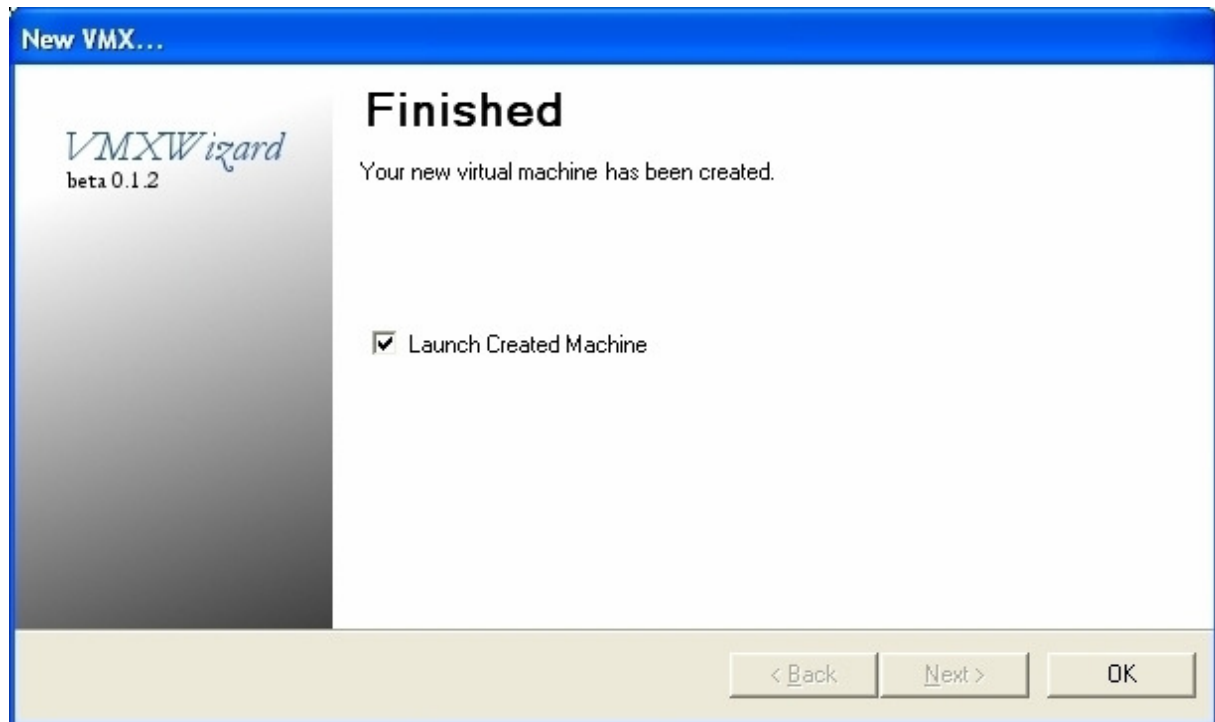 New VMX...
Finished
VMXWizard
beta 0.1.2
Your new virtual machine has been created.
Launch Created Machine
< Back
Next >
OK